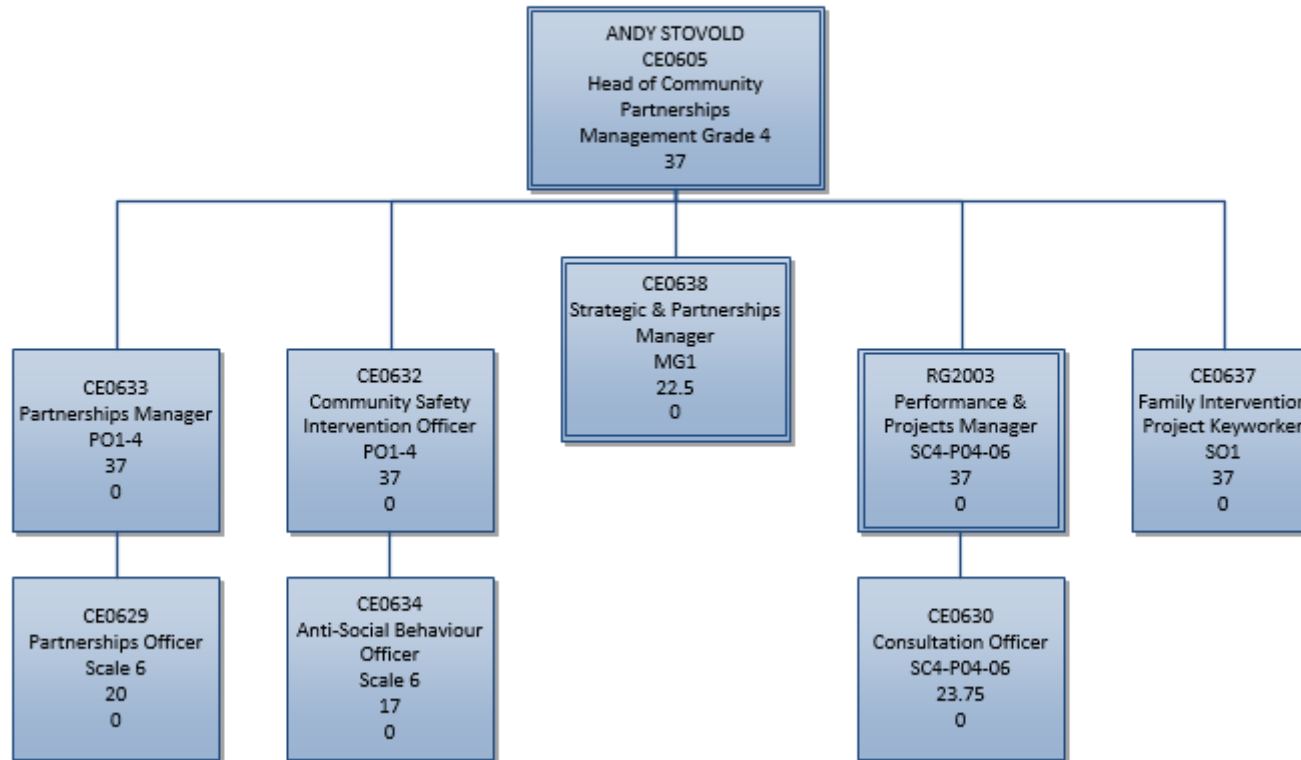 ANDY STOVOLD
CE0605
Head of Community
Partnerships
Management Grade 4
37
CE0633
Partnerships Manager
PO1-4
37
0
CE0632
Community Safety
Intervention Officer
PO1-4
37
0
CE0638
Strategic & Partnerships
Manager
MG1
22.5
0
RG2003
Performance &
Projects Manager
SC4-P04-06
37
0
CE0637
Family Intervention
Project Keyworker
SO1
37
0
CE0629
Partnerships Officer
Scale 6
20
0
CE0634
Anti-Social Behaviour
Officer
Scale 6
17
0
CE0630
Consultation Officer
SC4-P04-06
23.75
0